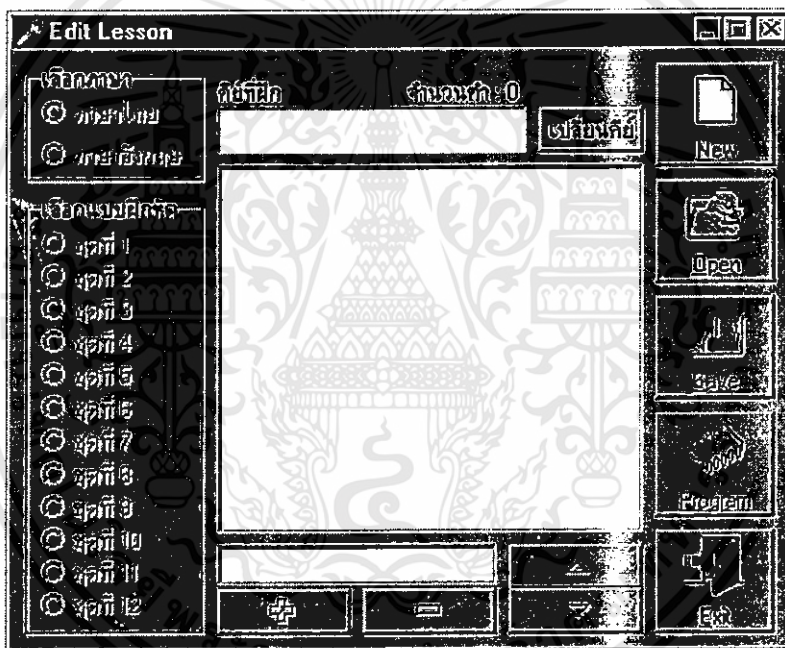 Edit Lesson
เลือกภาษา
ภาษาไทย
ภาษาอังกฤษ
เลือกแบบฝึกหัด
ชุดที่ 1
ชุดที่ 2
ชุดที่ 3
ชุดที่ 4
ชุดที่ 5
ชุดที่ 6
ชุดที่ 7
ชุดที่ 8
ชุดที่ 9
ชุดที่ 10
ชุดที่ 11
ชุดที่ 12
คีย์ที่ฝึก
จำนวนคำ : 0
เปลี่ยนคีย์
New
Open
Save
Program
Exit